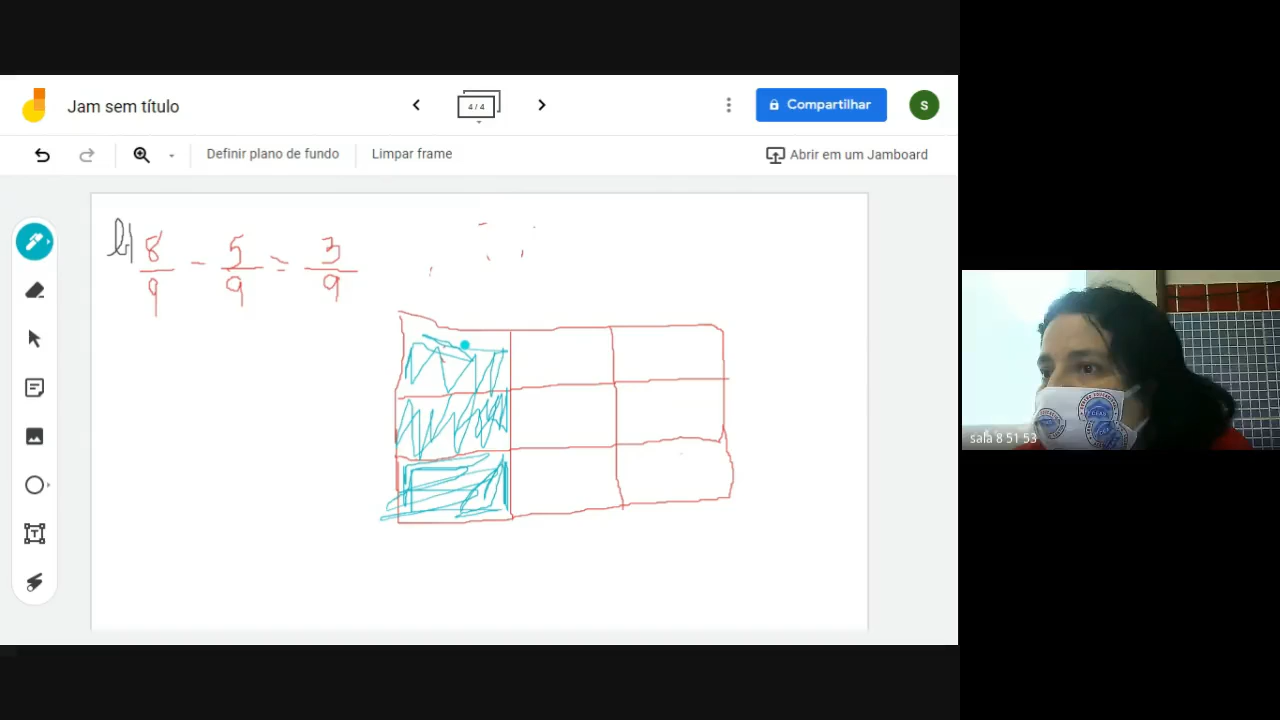 Jam sem título
4 / 4
Compartilhar
S
Definir plano de fundo
Limpar frame
Abrir em um Jamboard
b) 8/9 - 5/9 = 3/9
sala 8 51 53